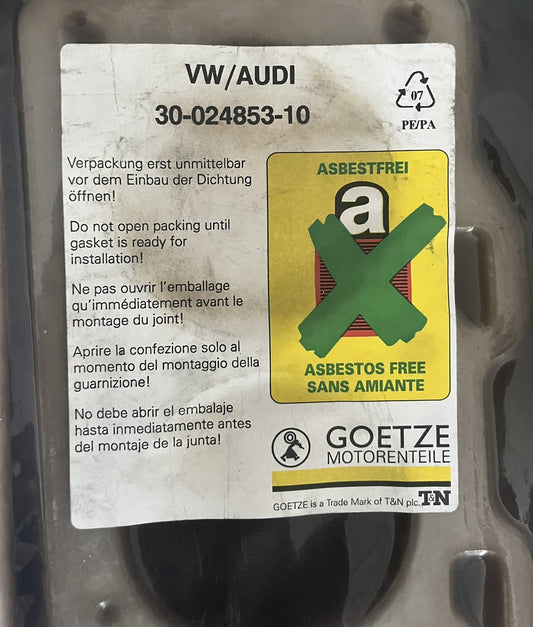 VW/AUDI
30-024853-10
07
PE/PA
Verpackung erst unmittelbar
vor dem Einbau der Dichtung
öffnen!
Do not open packing until
gasket is ready for
installation!
Ne pas ouvrir l'emballage
qu'immédiatement avant le
montage du joint!
Aprire la confezione solo al
momento del montaggio della
guarnizione!
No debe abrir el embalaje
hasta inmediatamente antes
del montaje de la junta!
ASBESTFREI
a
ASBESTOS FREE
SANS AMIANTE
GOETZE
MOTORENTEILE
GOETZE is a Trade Mark of T&N plc.
T&N